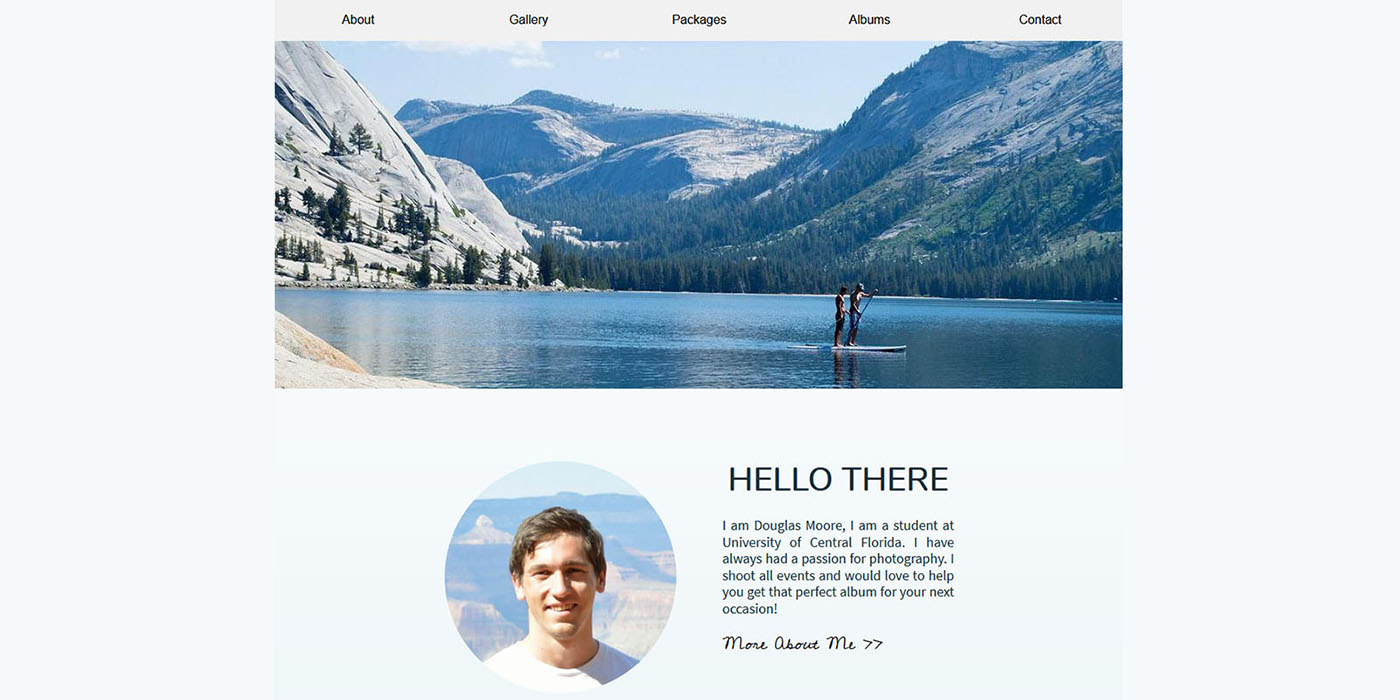 About Gallery Packages Albums Contact
HELLO THERE
I am Douglas Moore, I am a student at
University of Central Florida. I have
always had a passion for photography. I
shoot all events and would love to help
you get that perfect album for your next
occasion!
More About Me >>